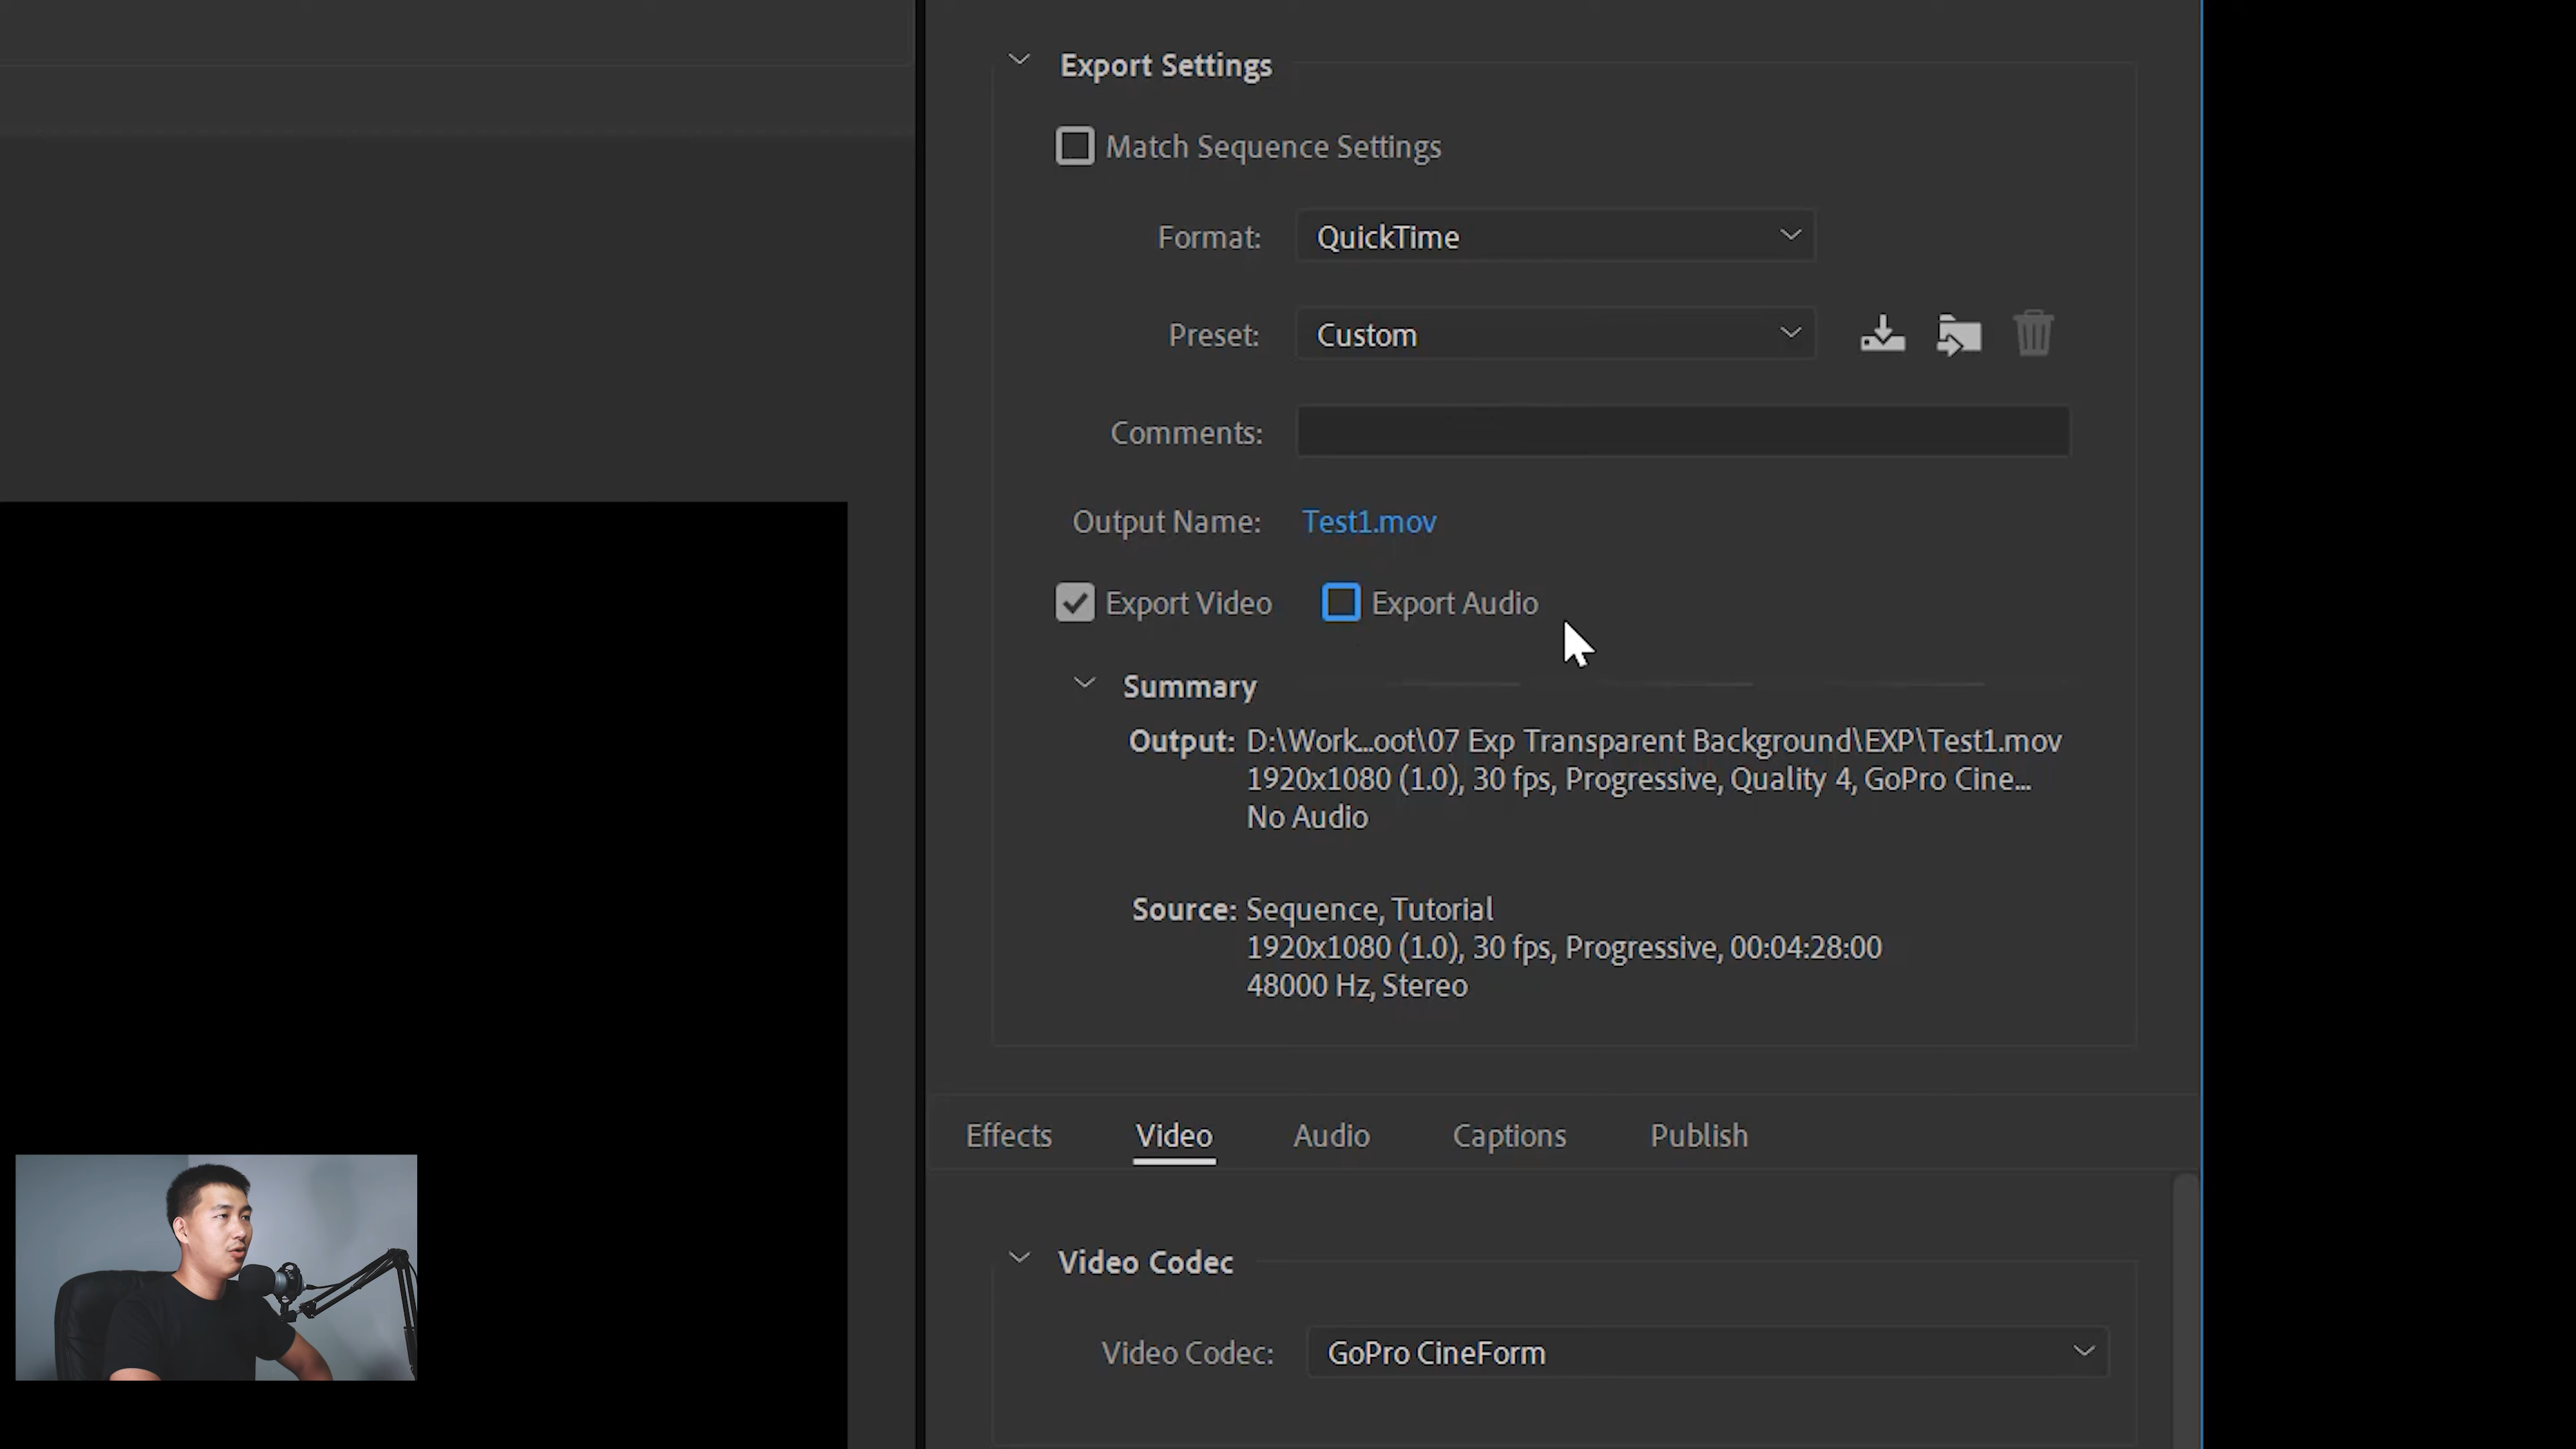 Export Settings
Match Sequence Settings
Format: QuickTime
Preset: Custom
Comments:
Output Name: Test1.mov
Export Video Export Audio
Summary
Output: D:\Work...oot\07 Exp Transparent Background\EXP\Test1.mov
1920x1080 (1.0), 30 fps, Progressive, Quality 4, GoPro Cine...
No Audio
Source: Sequence, Tutorial
1920x1080 (1.0), 30 fps, Progressive, 00:04:28:00
48000 Hz, Stereo
Effects Video Audio Captions Publish
Video Codec
Video Codec: GoPro CineForm